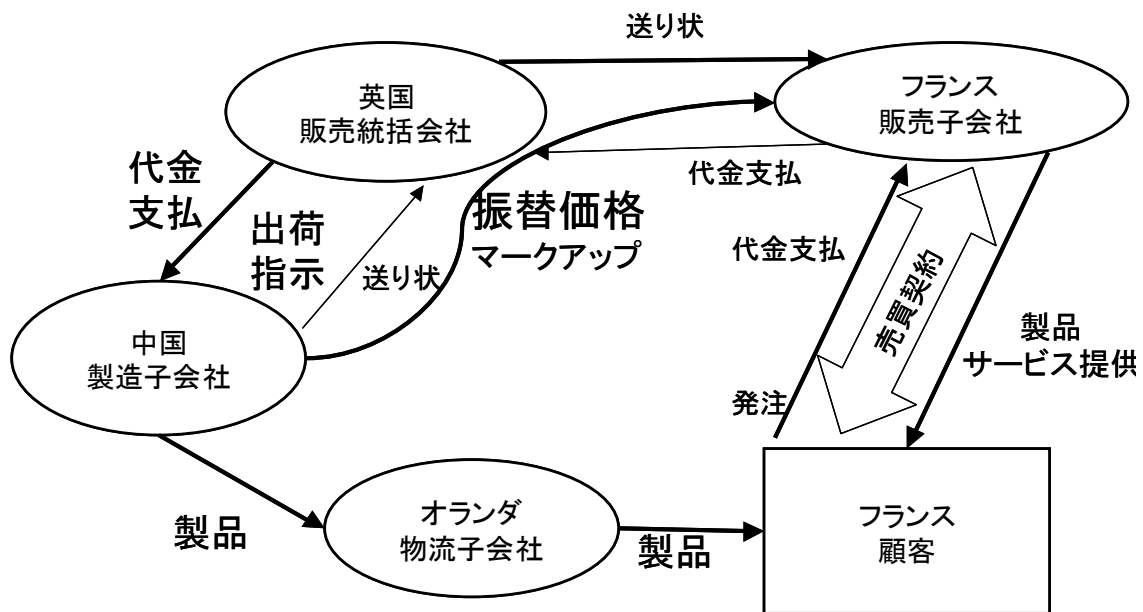 送り状
英国
販売統括会社
フランス
販売子会社
代金
支払
代金支払
振替価格
マークアップ
出荷
指示
送り状
代金支払
売買契約
中国
製造子会社
製品
サービス提供
発注
オランダ
物流子会社
フランス
顧客
製品
製品